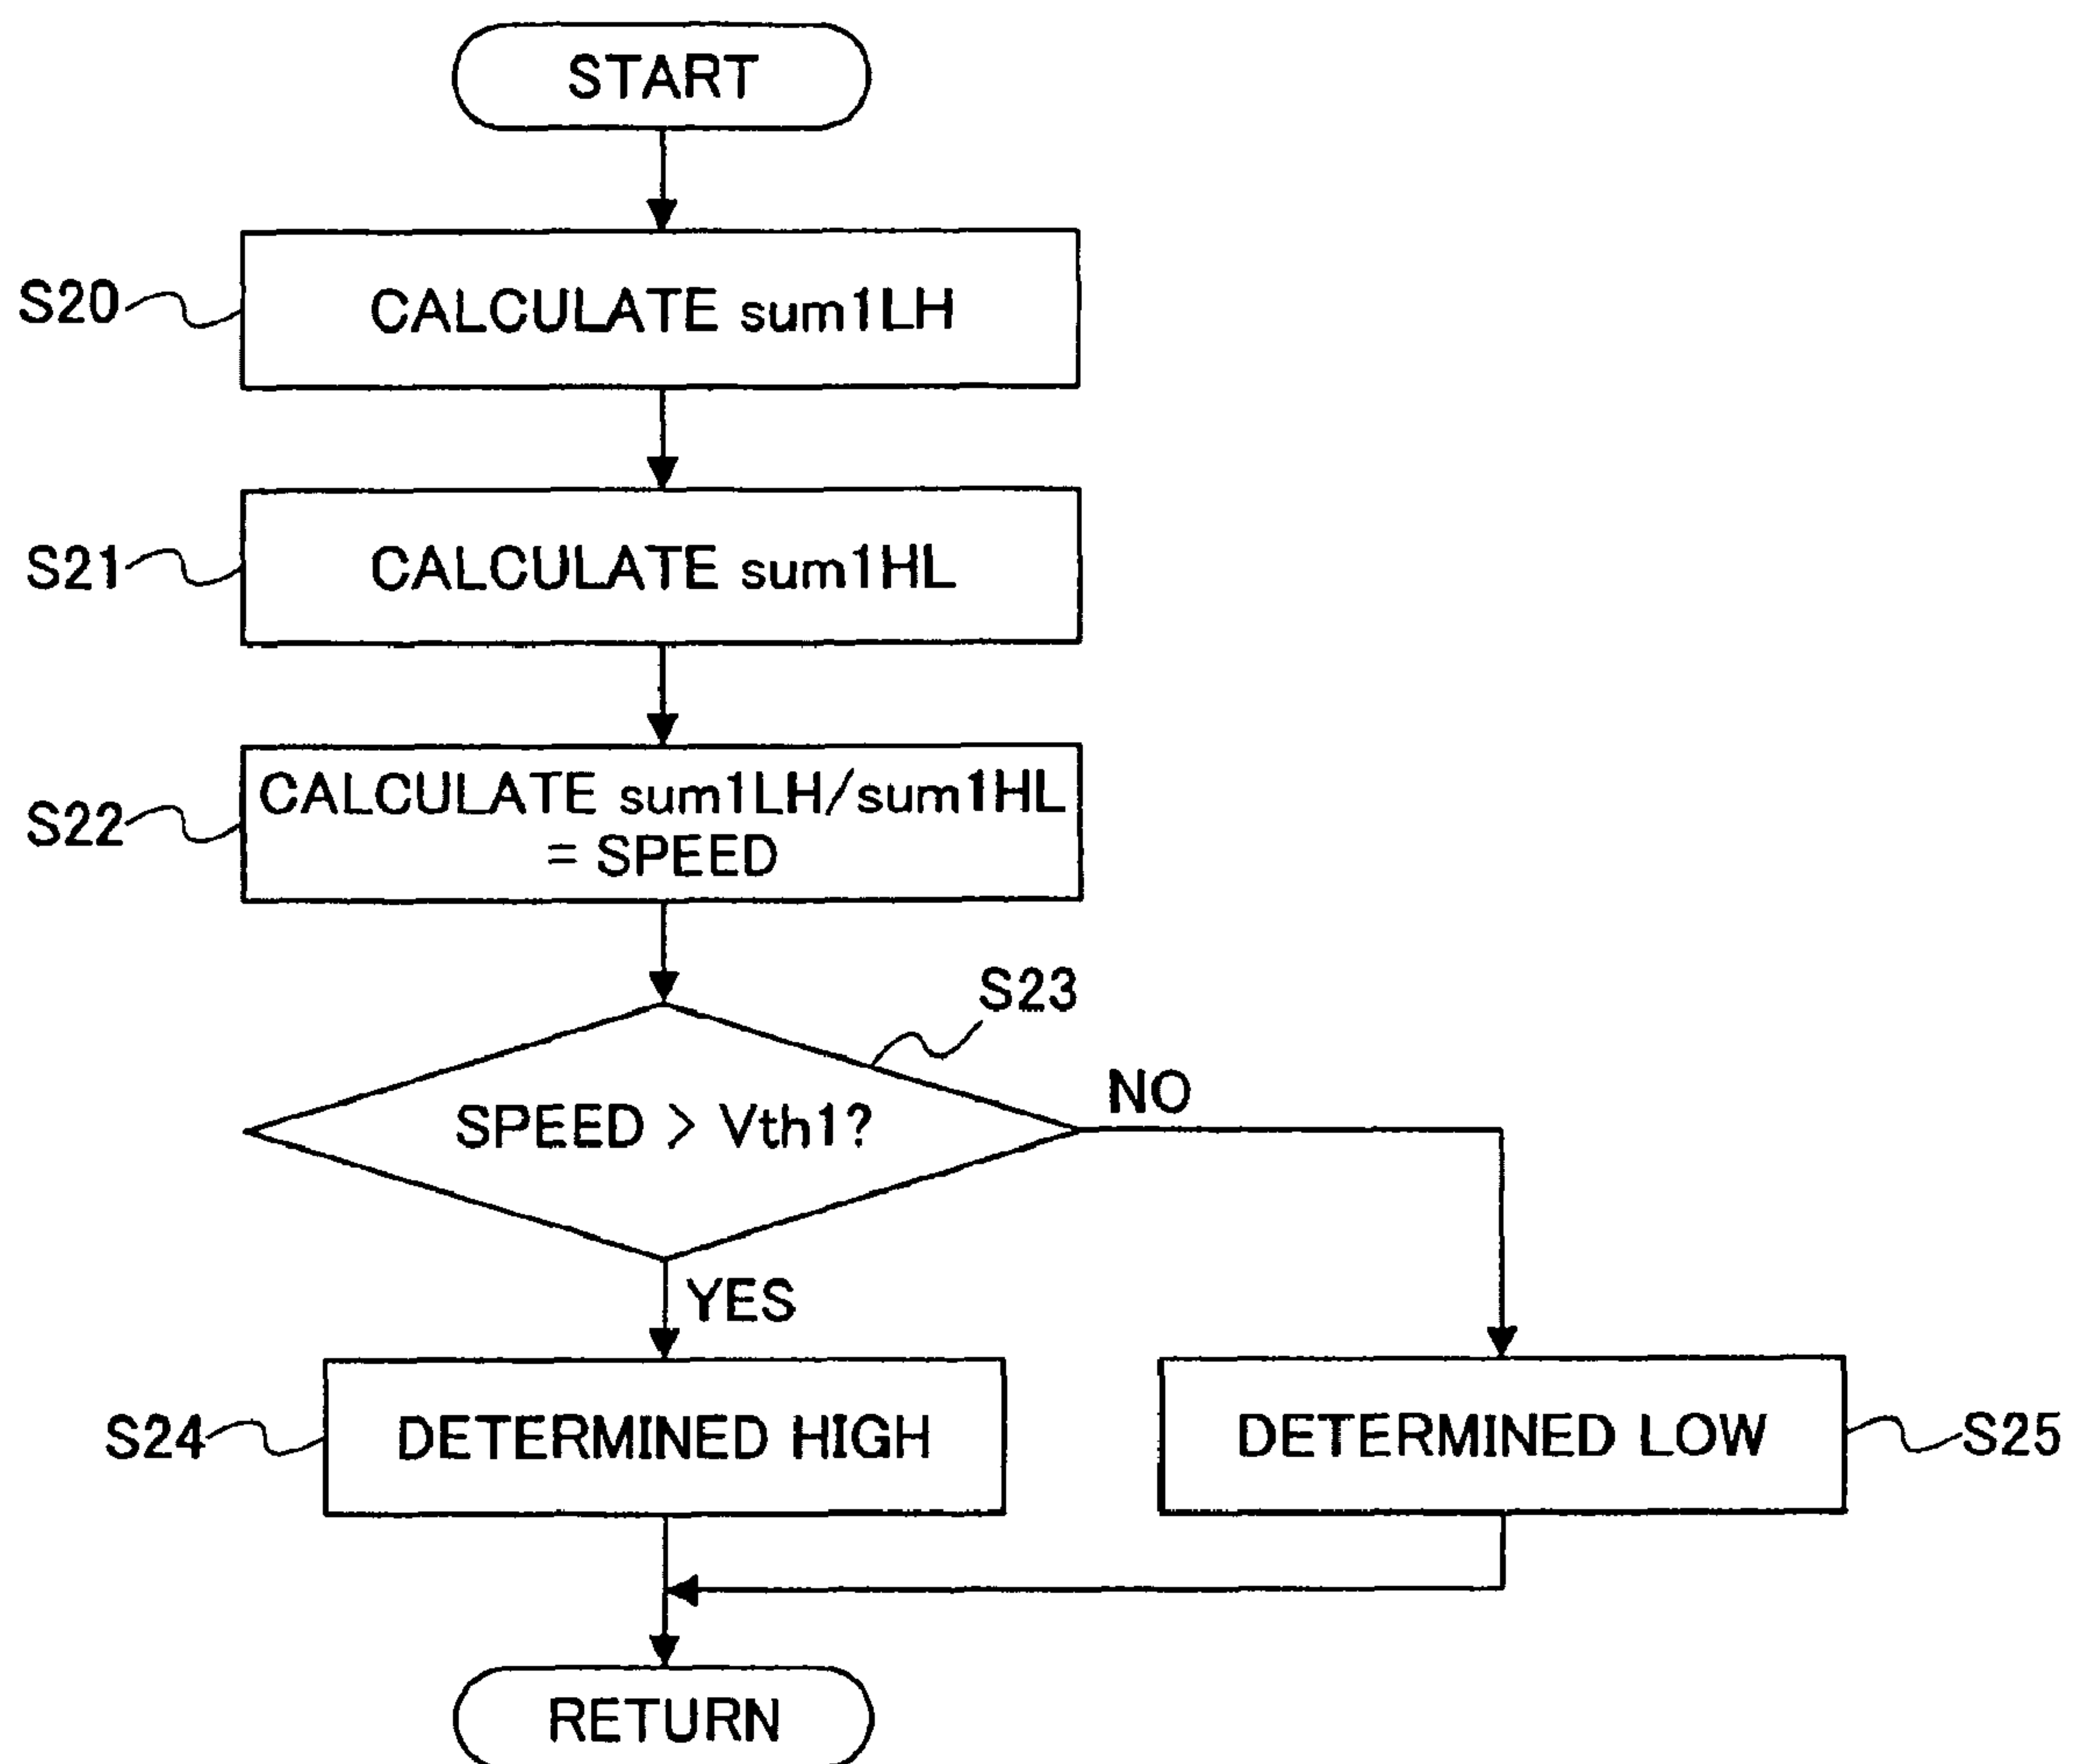 START
S20
CALCULATE sum1LH
S21
CALCULATE sum1HL
S22
CALCULATE sum1LH/sum1HL
= SPEED
S23
SPEED > Vth1?
NO
YES
S24
DETERMINED HIGH
DETERMINED LOW
S25
RETURN